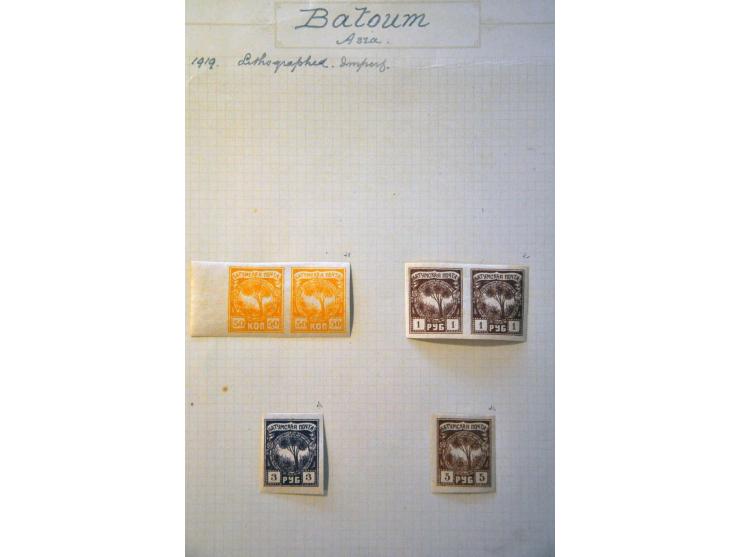 Batoum
Asia.
1919. Lithographed. Imperf.
БАТУМСКАЯ ПОЧТА БАТУМСКАЯ ПОЧТА
50 КОП 50 50 КОП 50
БАТУМСКАЯ ПОЧТА БАТУМСКАЯ ПОЧТА
1 РУБ 1 1 РУБ 1
БАТУМСКАЯ ПОЧТА
3 РУБ 3
БАТУМСКАЯ ПОЧТА
5 РУБ 5